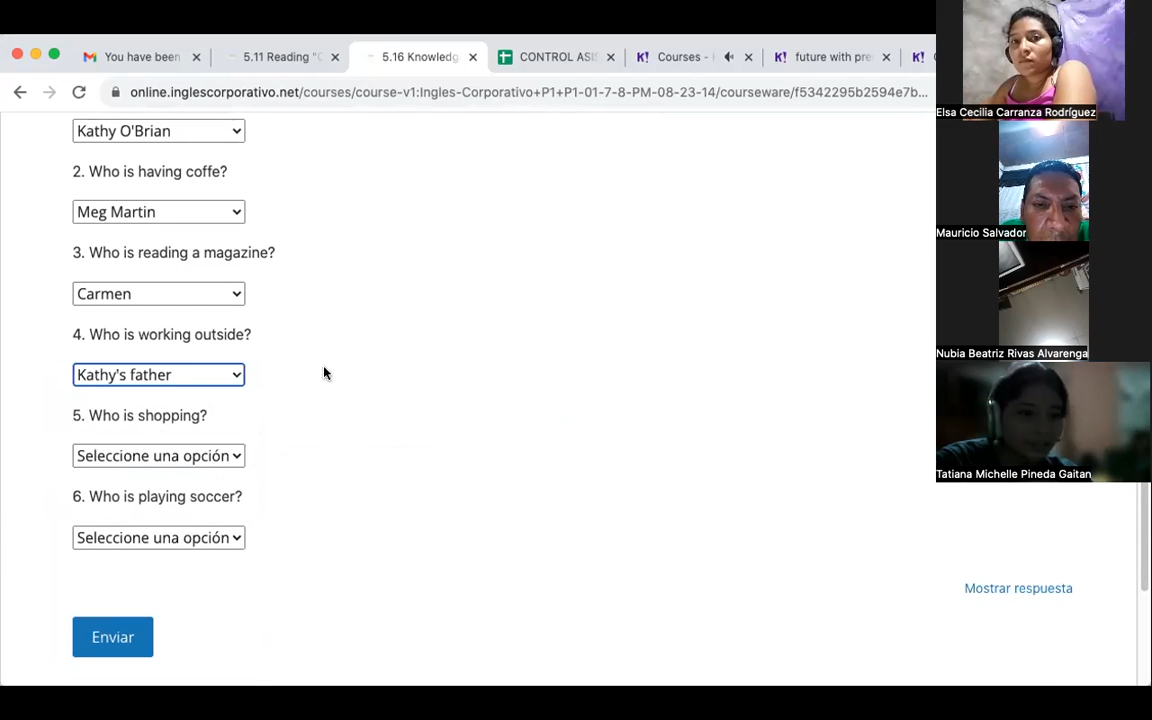 You have been
5.11 Reading "
5.16 Knowledg
CONTROL ASI
K! Courses -
K! future with pre
K!
online.inglescorporativo.net/courses/course-v1:Ingles-Corporativo+P1+P1-01-7-8-PM-08-23-14/courseware/f5342295b2594e7b...
Kathy O'Brian
2. Who is having coffe?
Meg Martin
3. Who is reading a magazine?
Carmen
4. Who is working outside?
Kathy's father
5. Who is shopping?
Seleccione una opción
6. Who is playing soccer?
Seleccione una opción
Mostrar respuesta
Enviar
Elsa Cecilia Carranza Rodríguez
Mauricio Salvador
Nubia Beatriz Rivas Alvarenga
Tatiana Michelle Pineda Gaitan